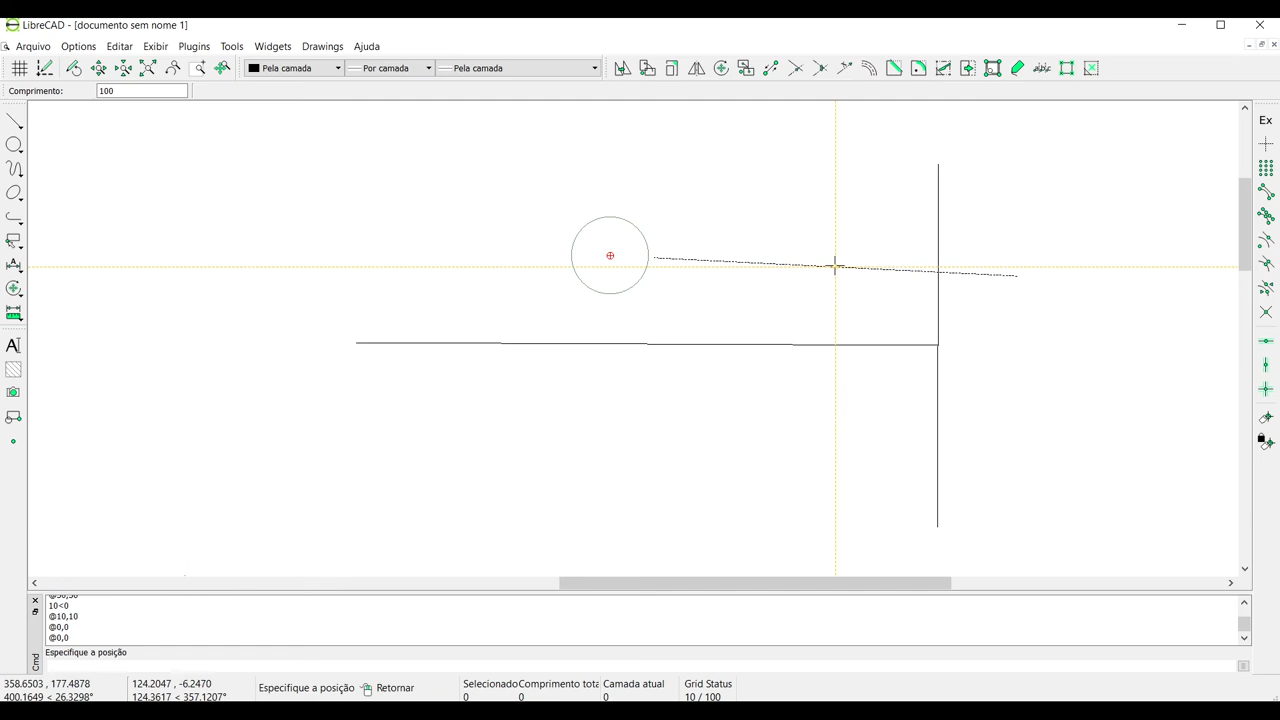 LibreCAD - [documento sem nome 1]
Arquivo Options Editar Exibir Plugins Tools Widgets Drawings Ajuda
Pela camada Por camada Pela camada
Comprimento: 100
Ex
10<0
@10,10
@0,0
@0,0
Especifique a posição
Cmd
358.6503 , 177.4878 124.2047 , -6.2470 Especifique a posição Retornar Selecionado Comprimento tota Camada atual Grid Status
400.1649 < 26.3298° 124.3617 < 357.1207° 0 0 0 10 / 100